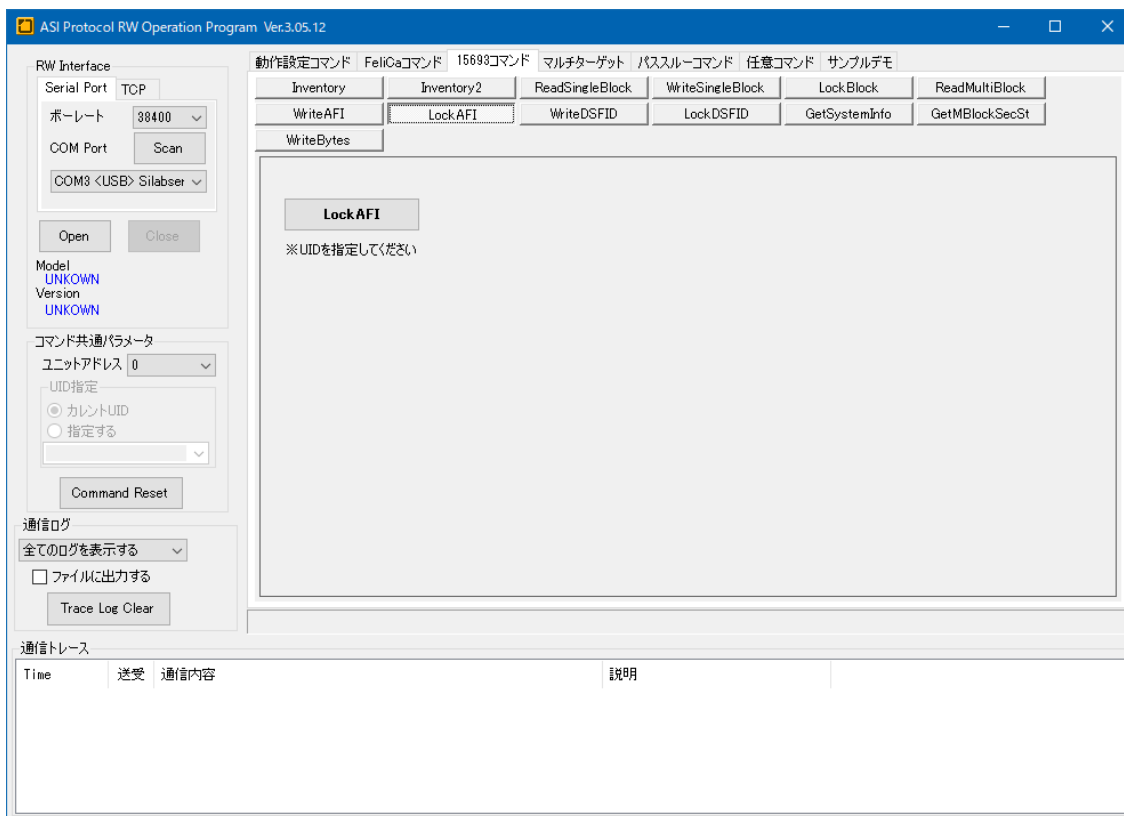 ASI Protocol RW Operation Program Ver.3.05.12
RW Interface
Serial Port TCP
ボーレート 38400
COM Port Scan
COM3 <USB> Silabser
Open Close
Model
UNKOWN
Version
UNKOWN
コマンド共通パラメータ
ユニットアドレス 0
UID指定
カレントUID
指定する
Command Reset
通信ログ
全てのログを表示する
ファイルに出力する
Trace Log Clear
動作設定コマンド FeliCaコマンド 15693コマンド マルチターゲット パススルーコマンド 任意コマンド サンプルデモ
Inventory Inventory2 ReadSingleBlock WriteSingleBlock LockBlock ReadMultiBlock
WriteAFI LockAFI WriteDSFID LockDSFID GetSystemInfo GetMBlockSecSt
WriteBytes
LockAFI
※UIDを指定してください
通信トレース
Time 送受 通信内容 説明